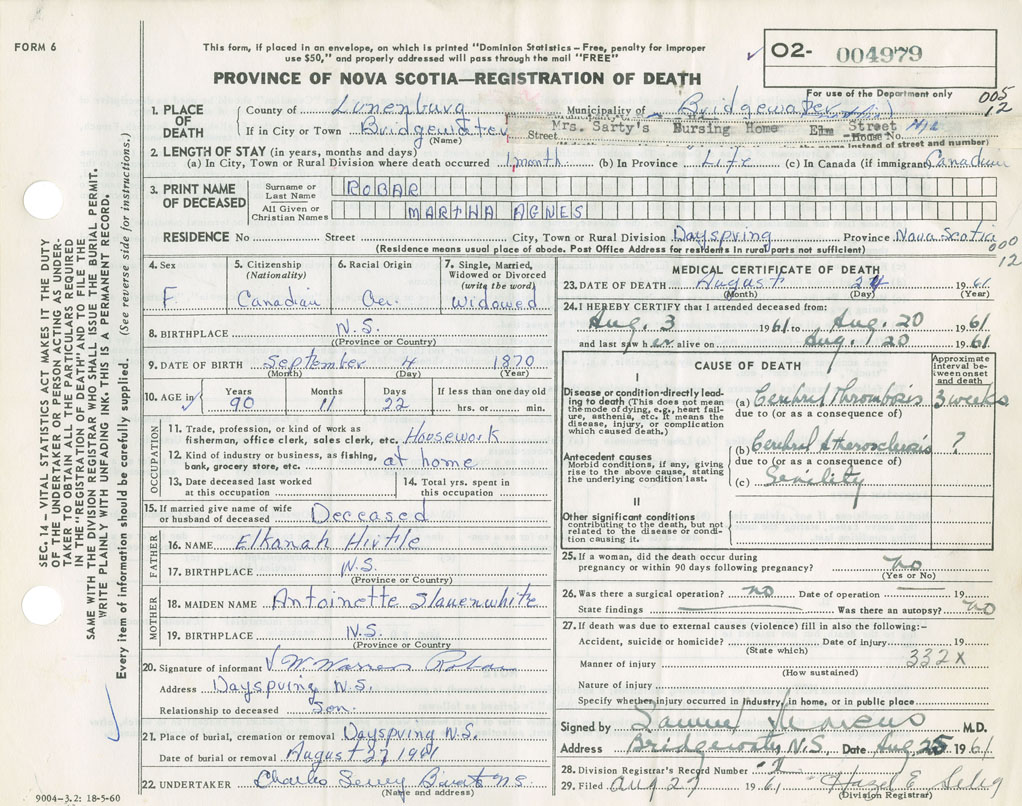 FORM 6
This form, if placed in an envelope, on which is printed "Dominion Statistics – Free, penalty for improper
use $50," and properly addressed will pass through the mail "FREE"
PROVINCE OF NOVA SCOTIA—REGISTRATION OF DEATH
02- 004979
For use of the Department only
005
12
1. PLACE OF DEATH
County of Lunenburg Municipality of Bridgewater
If in City or Town Bridgewater Street Mrs. Sarty's Nursing Home Elm Street House No.
(Name) instead of street and number)
2. LENGTH OF STAY (in years, months and days)
(a) In City, Town or Rural Division where death occurred 1 month (b) In Province Life (c) In Canada (if immigrant) Canadian
3. PRINT NAME OF DECEASED
Surname or Last Name ROBAR
All Given or Christian Names MARTHA AGNES
RESIDENCE No Street City, Town or Rural Division Dayspring Province Nova Scotia
(Residence means usual place of abode. Post Office Address for residents in rural ports not sufficient)
000
12
4. Sex F.
5. Citizenship (Nationality) Canadian
6. Racial Origin Ger.
7. Single, Married, Widowed or Divorced (write the word) Widowed
8. BIRTHPLACE N.S.
(Province or Country)
9. DATE OF BIRTH September 4 1870
(Month) (Day) (Year)
10. AGE in Years 90 Months 11 Days 22 If less than one day old hrs. or min.
OCCUPATION
11. Trade, profession, or kind of work as fisherman, office clerk, sales clerk, etc. Housework
12. Kind of industry or business, as fishing, bank, grocery store, etc. at home
13. Date deceased last worked at this occupation
14. Total yrs. spent in this occupation
15. If married give name of wife or husband of deceased Deceased
FATHER
16. NAME Elkanah Hirtle
17. BIRTHPLACE N.S.
(Province or Country)
MOTHER
18. MAIDEN NAME Antoinette Slauenwhite
19. BIRTHPLACE N.S.
(Province or Country
20. Signature of informant W Robar
Address Dayspring N.S.
Relationship to deceased Son.
21. Place of burial, cremation or removal Dayspring N.S.
Date of burial or removal August 27 1961
22. UNDERTAKER N.S.
(Name and address)
9004-3.2: 18-5-60
MEDICAL CERTIFICATE OF DEATH
23. DATE OF DEATH August 24 1961
(Month) (Day) (Year)
24. I HEREBY CERTIFY that I attended deceased from:
Aug. 3 1961 to Aug. 20 1961
and last saw her alive on Aug. 20 1961
CAUSE OF DEATH
Approximate interval between onset and death
I
Disease or condition directly leading to death (This does not mean the mode of dying, e.g., heart failure, asthenia, etc. It means the disease, injury, or complication which caused death.)
(a) Cerebral Thrombosis 3 weeks
due to (or as a consequence of)
Antecedent causes
Morbid conditions, if any, giving rise to the above cause, stating the underlying condition last.
(b) Cerebral Atherosclerosis ?
due to (or as a consequence of)
(c) Senility
II
Other significant conditions
contributing to the death, but not related to the disease or condition causing it.
25. If a woman, did the death occur during pregnancy or within 90 days following pregnancy? no
(Yes or No)
26. Was there a surgical operation? no Date of operation 19
State findings Was there an autopsy? no
27. If death was due to external causes (violence) fill in also the following:–
Accident, suicide or homicide? Date of injury 19
(State which)
332X
Manner of injury
(How sustained)
Nature of injury
Specify whether injury occurred in industry, in home, or in public place
Signed by M.D.
Address Bridgewater N.S. Date Aug 25 1961
28. Division Registrar's Record Number
29. Filed Aug 27 1961 Hazel E. Selig
(Division Registrar)
SEC. 14 – VITAL STATISTICS ACT MAKES IT THE DUTY
OF THE UNDERTAKER OR PERSON ACTING AS UNDER-
TAKER TO OBTAIN ALL THE PARTICULARS REQUIRED
IN THE "REGISTRATION OF DEATH" AND TO FILE THE
SAME WITH THE DIVISION REGISTRAR WHO SHALL ISSUE THE BURIAL PERMIT.
WRITE PLAINLY WITH UNFADING INK. THIS IS A PERMANENT RECORD.
Every item of information should be carefully supplied. (See reverse side for instructions.)